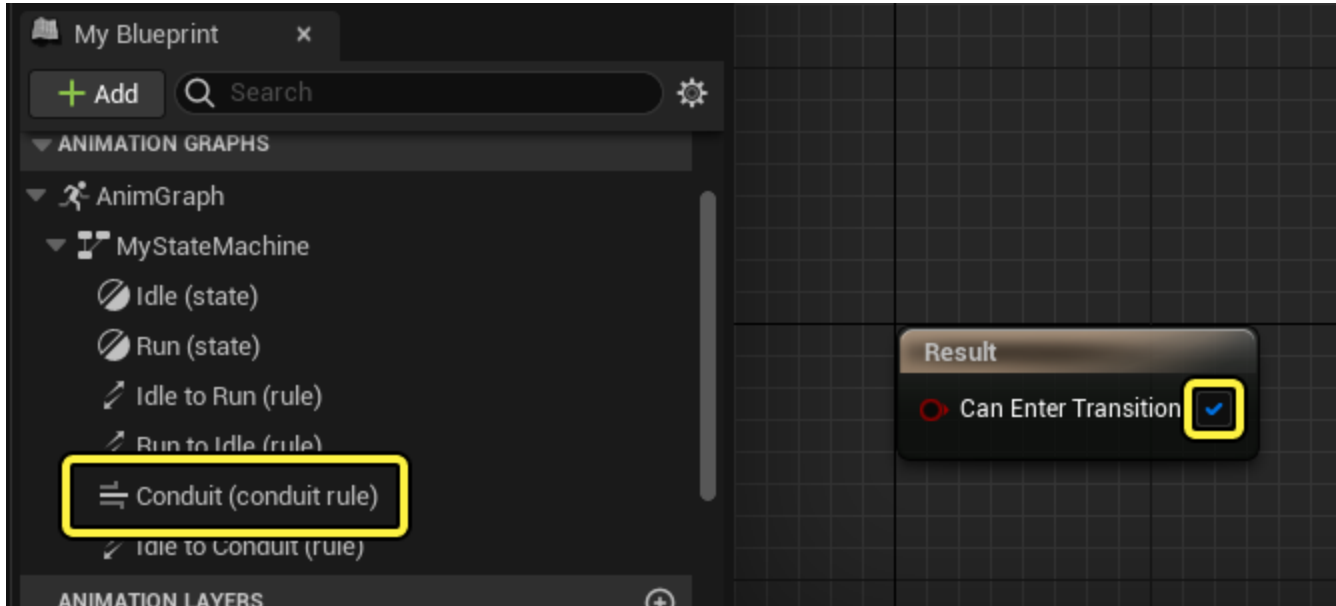 My Blueprint
Add
Search
ANIMATION GRAPHS
AnimGraph
MyStateMachine
Idle (state)
Run (state)
Idle to Run (rule)
Run to Idle (rule)
Conduit (conduit rule)
Idle to Conduit (rule)
ANIMATION LAYERS
Result
Can Enter Transition